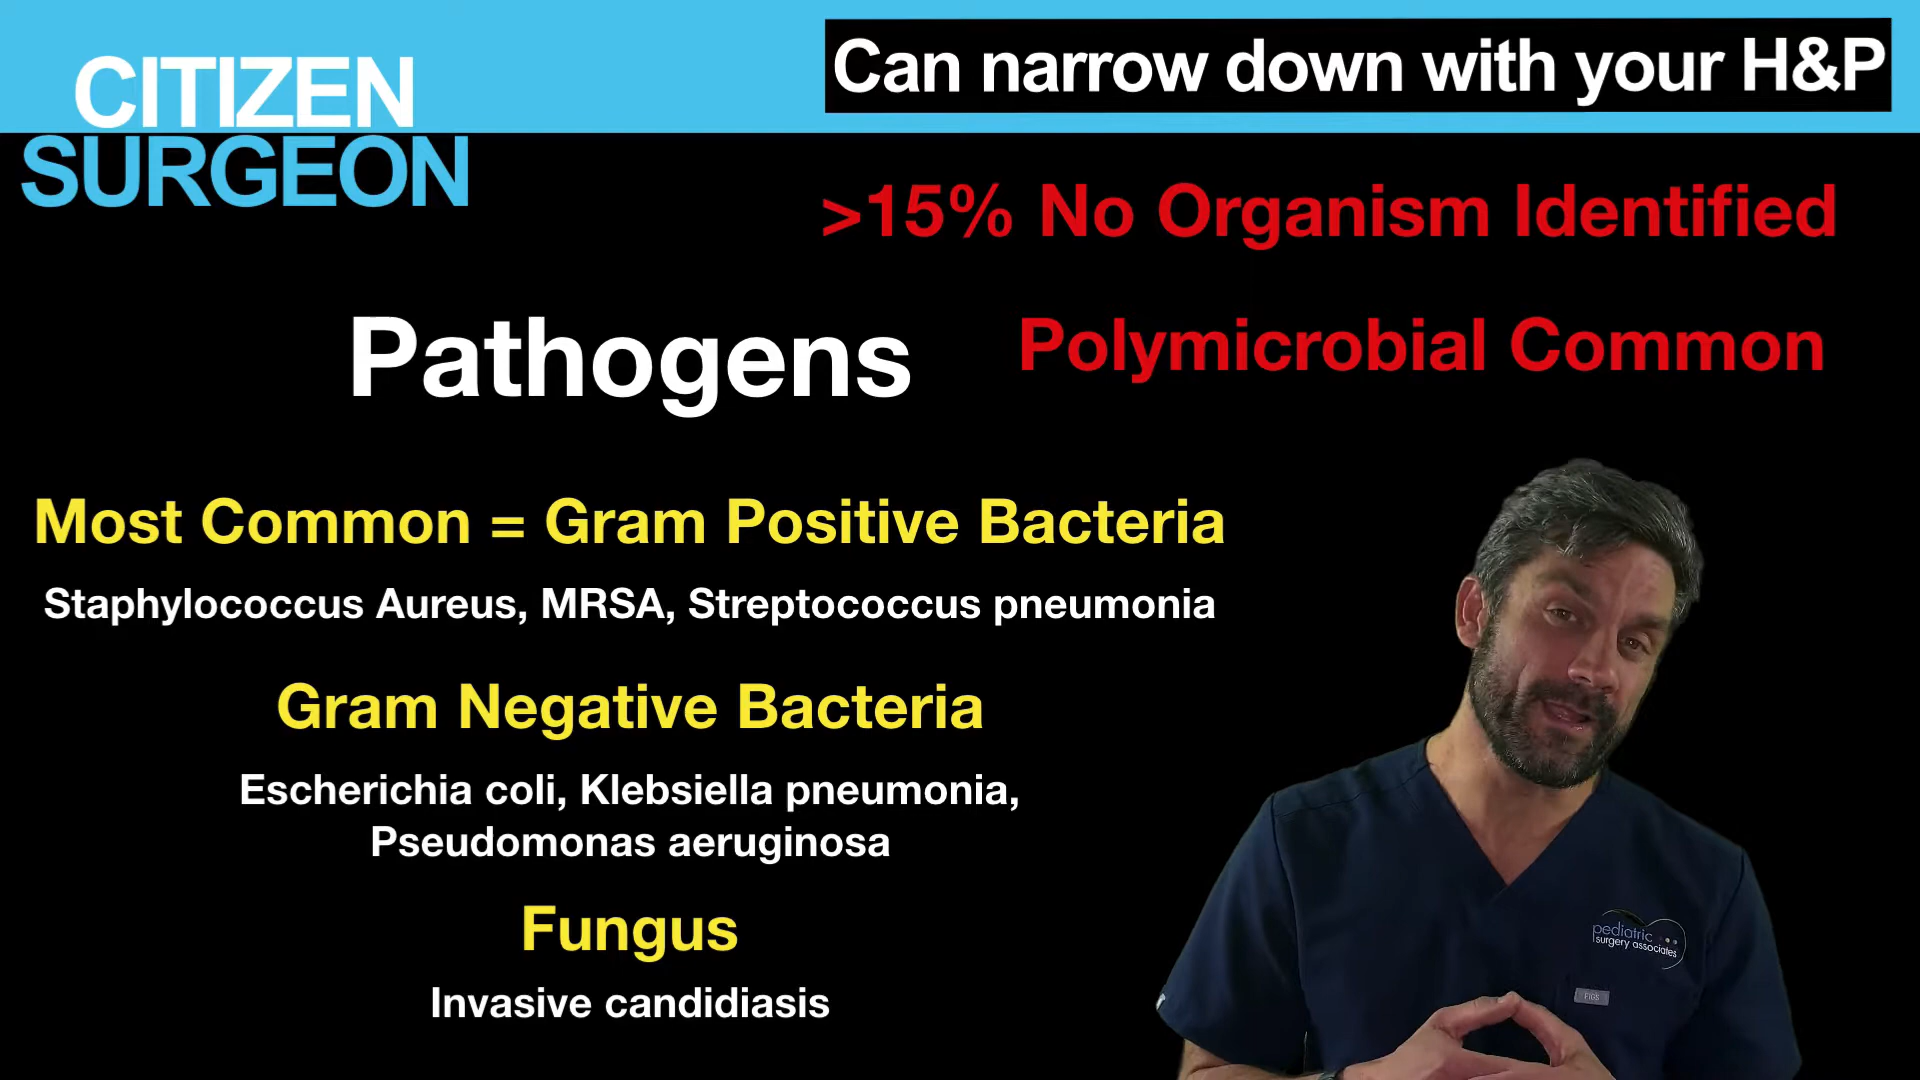 CITIZEN
SURGEON
Can narrow down with your H&P
>15% No Organism Identified
Pathogens
Polymicrobial Common
Most Common = Gram Positive Bacteria
Staphylococcus Aureus, MRSA, Streptococcus pneumonia
Gram Negative Bacteria
Escherichia coli, Klebsiella pneumonia,
Pseudomonas aeruginosa
Fungus
Invasive candidiasis
pediatric
surgery associates
FIGS